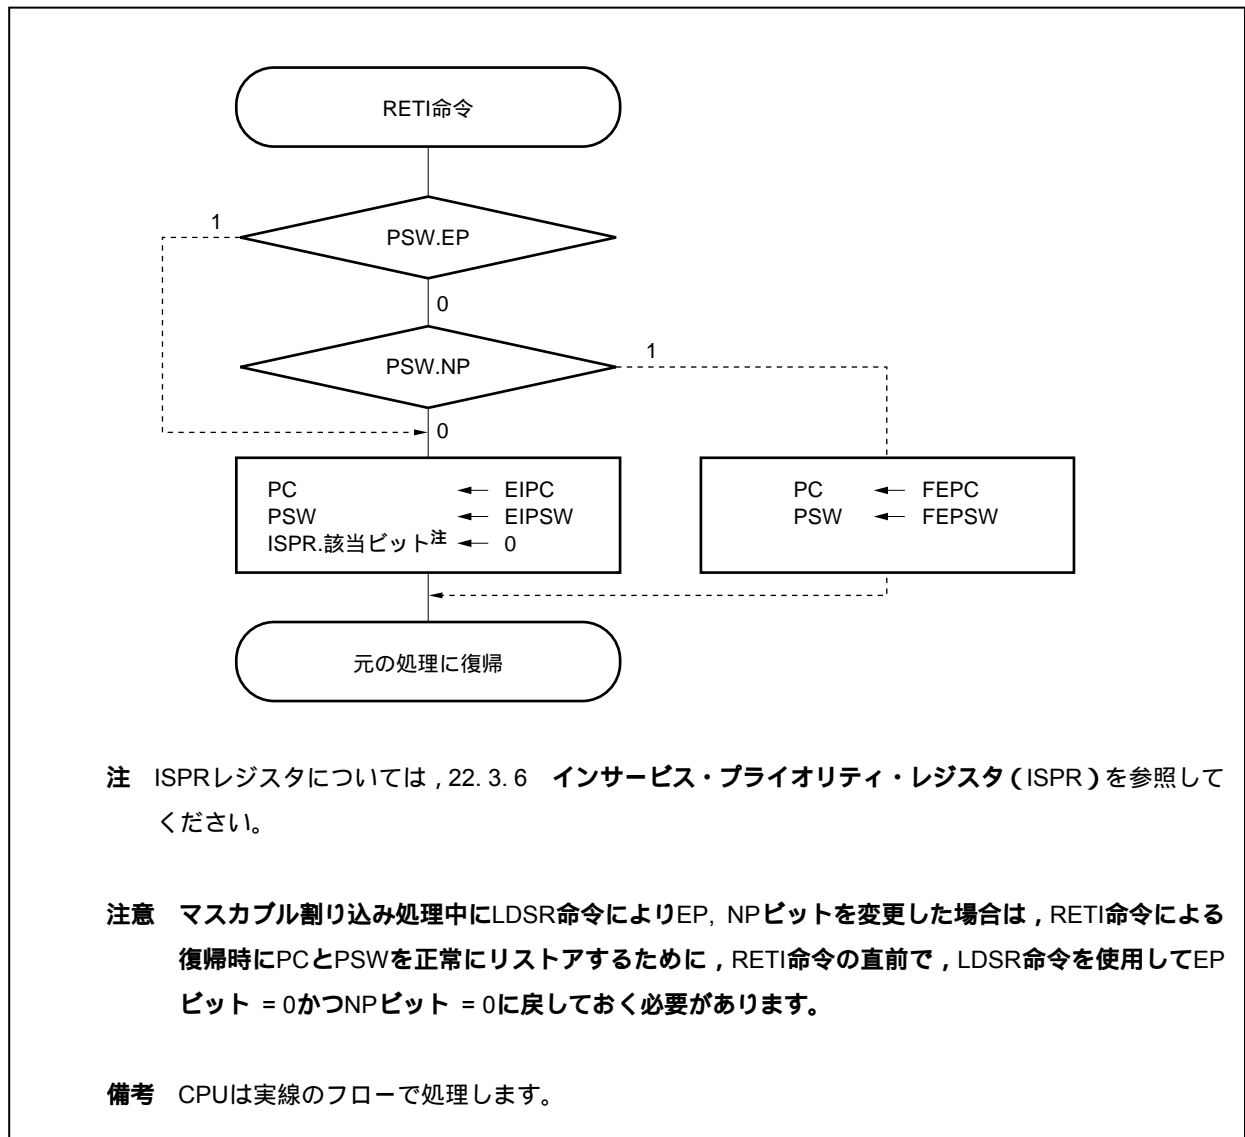 RETI命令
1
PSW.EP
0
PSW.NP
1
0
PC ← EIPC
PSW ← EIPSW
ISPR.該当ビット注 ← 0
PC ← FEPC
PSW ← FEPSW
元の処理に復帰
注 ISPRレジスタについては，22. 3. 6 インサービス・プライオリティ・レジスタ（ISPR）を参照して
ください。
注意 マスカブル割り込み処理中にLDSR命令によりEP, NPビットを変更した場合は，RETI命令による
復帰時にPCとPSWを正常にリストアするために，RETI命令の直前で，LDSR命令を使用してEP
ビット = 0かつNPビット = 0に戻しておく必要があります。
備考 CPUは実線のフローで処理します。